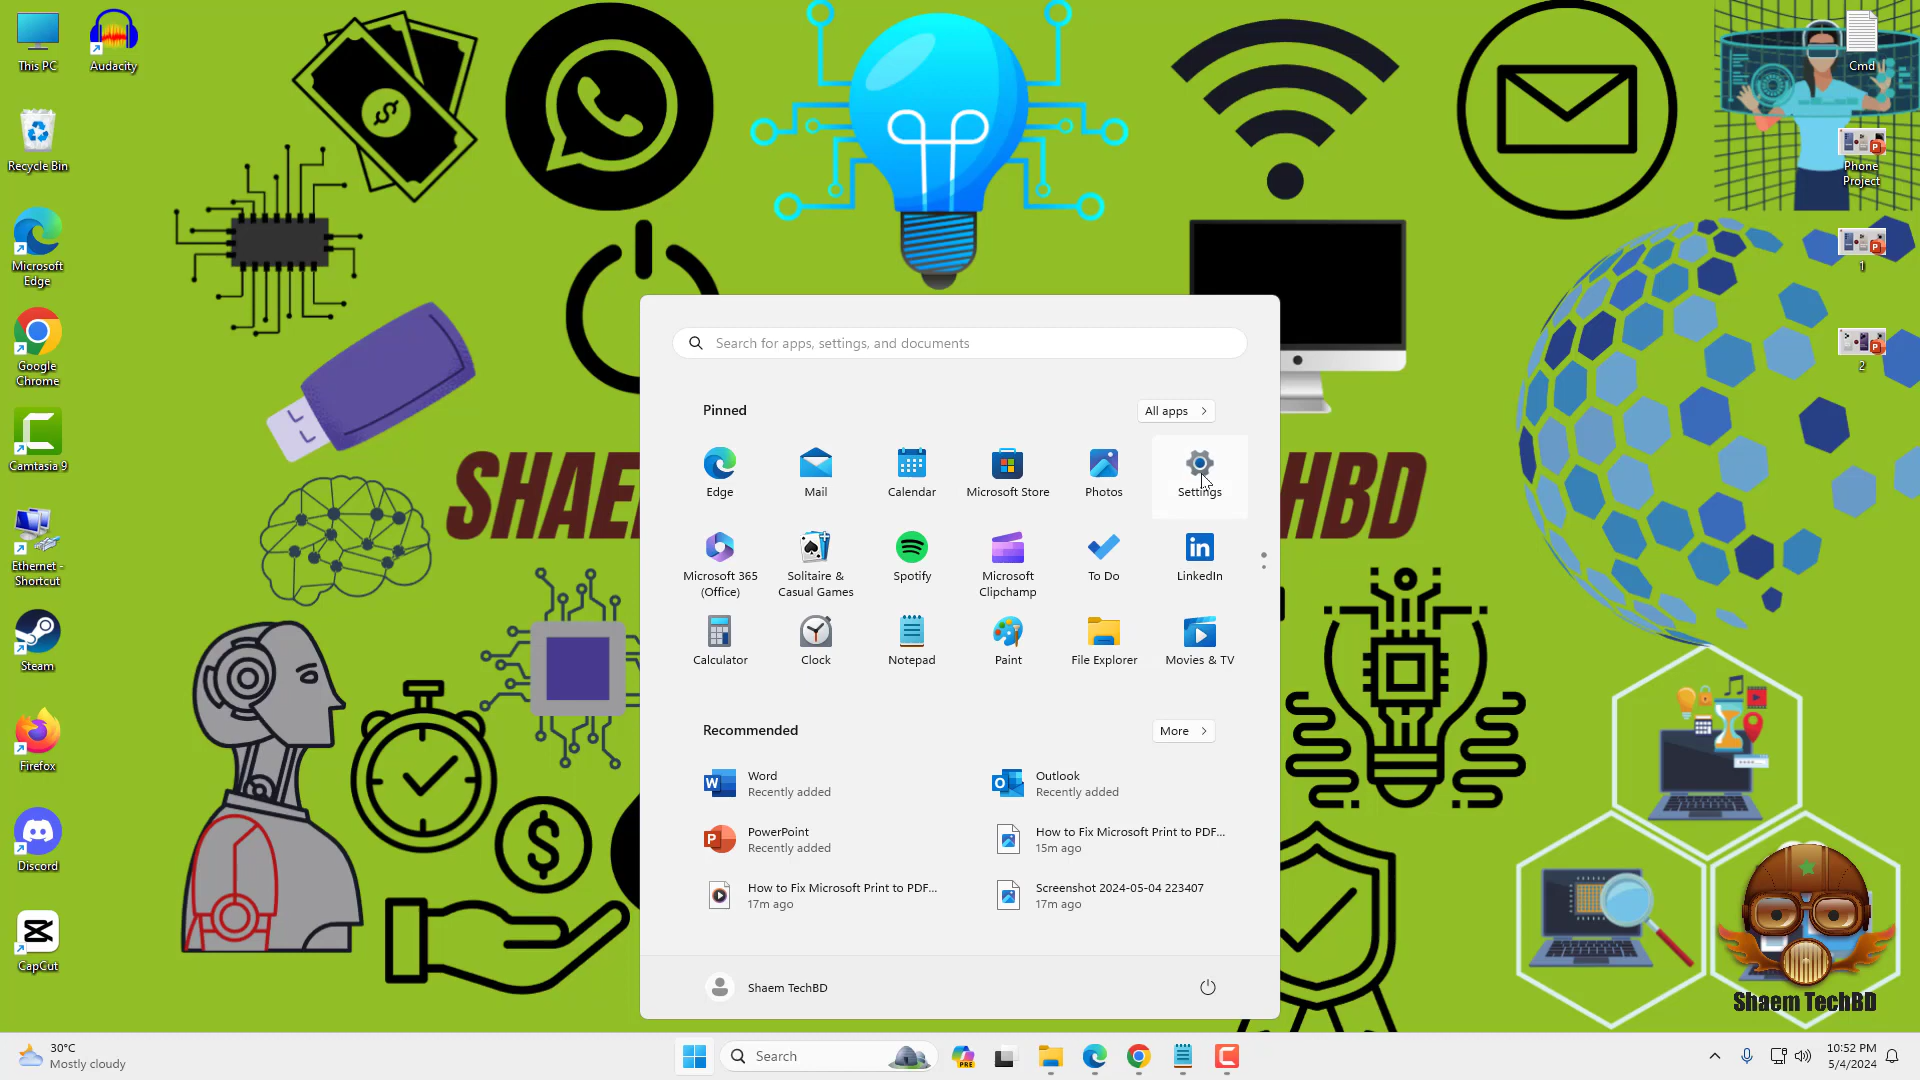 This PC
Audacity
Recycle Bin
Microsoft
Edge
Google
Chrome
Camtasia 9
Ethernet -
Shortcut
Steam
Firefox
Discord
CapCut
Cmd
Phone
Project
1
2
SHAE
HBD
Search for apps, settings, and documents
Pinned
All apps
Edge
Mail
Calendar
Microsoft Store
Photos
Settings
Microsoft 365
(Office)
Solitaire &
Casual Games
Spotify
Microsoft
Clipchamp
To Do
LinkedIn
Calculator
Clock
Notepad
Paint
File Explorer
Movies & TV
Recommended
More
Word
Recently added
Outlook
Recently added
PowerPoint
Recently added
How to Fix Microsoft Print to PDF...
15m ago
How to Fix Microsoft Print to PDF...
17m ago
Screenshot 2024-05-04 223407
17m ago
Shaem TechBD
Shaem TechBD
30°C
Mostly cloudy
Search
PRE
10:52 PM
5/4/2024